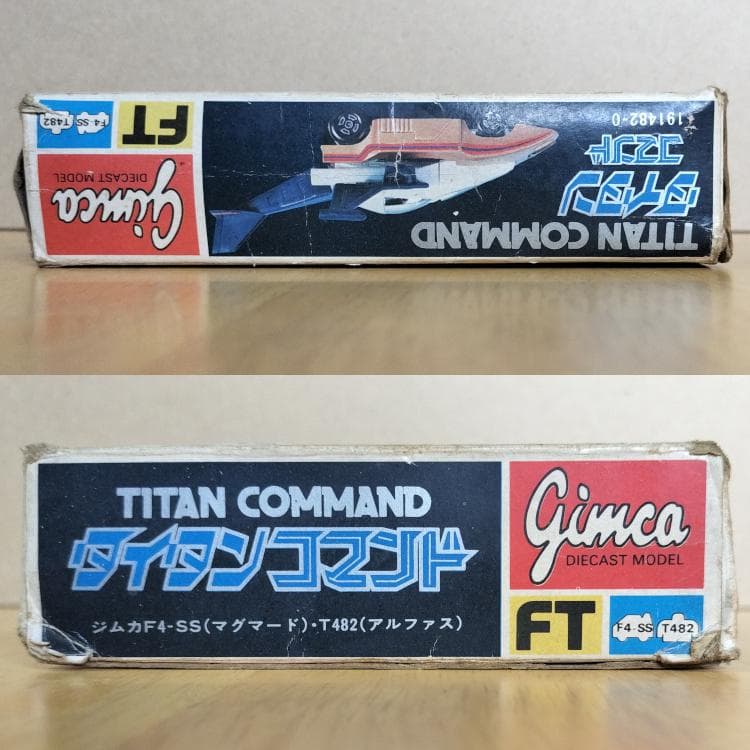 TITAN COMMAND
タイタン
コマンド
191482-0
Gimca
DIECAST MODEL
FT
F4-SS T482
TITAN COMMAND
タイタンコマンド
ジムカF4-SS(マグマード)・T482(アルファス)
Gimca
DIECAST MODEL
FT
F4-SS T482